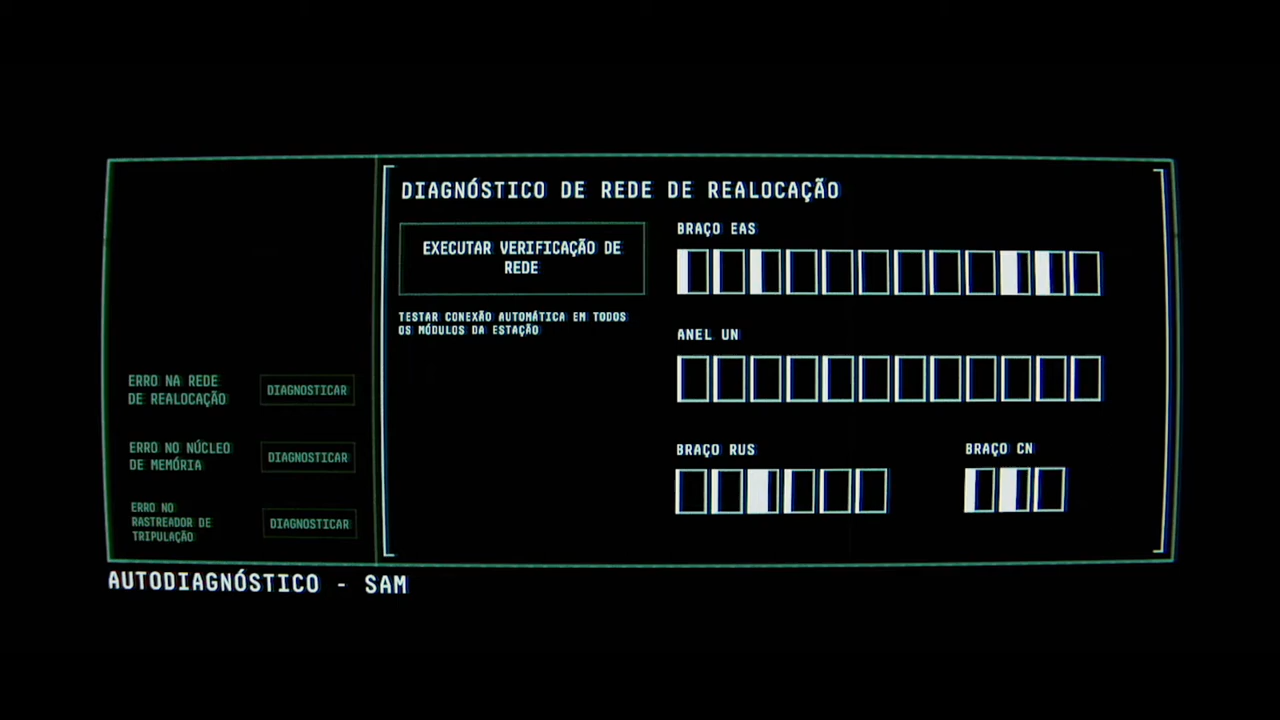 DIAGNÓSTICO DE REDE DE REALOCAÇÃO
EXECUTAR VERIFICAÇÃO DE
REDE
TESTAR CONEXÃO AUTOMÁTICA EM TODOS
OS MÓDULOS DA ESTAÇÃO
BRAÇO EAS
ANEL UN
BRAÇO RUS
BRAÇO CN
ERRO NA REDE
DE REALOCAÇÃO
DIAGNOSTICAR
ERRO NO NÚCLEO
DE MEMÓRIA
DIAGNOSTICAR
ERRO NO
RASTREADOR DE
TRIPULAÇÃO
DIAGNOSTICAR
AUTODIAGNÓSTICO - SAM